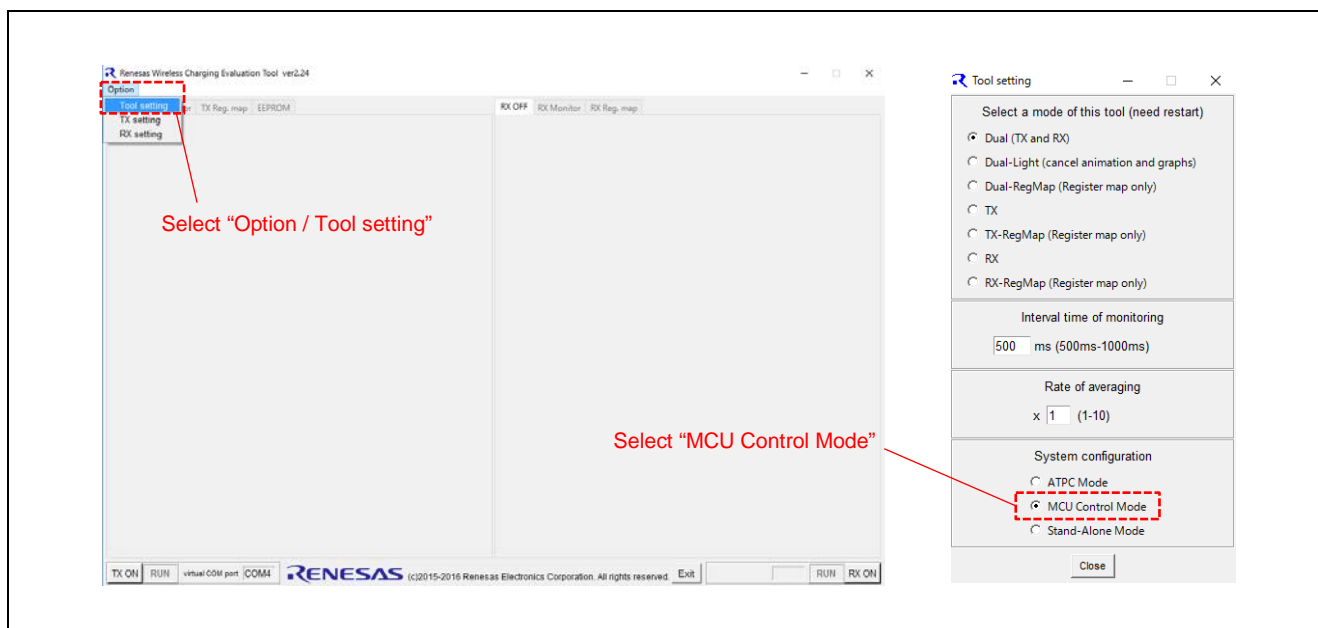 Renesas Wireless Charging Evaluation Tool ver2.24
Option
Tool setting
TX Reg. map EEPROM
TX setting
RX setting
RX OFF RX Monitor RX Reg. map
Select “Option / Tool setting”
Select “MCU Control Mode”
TX ON RUN virtual COM port COM4 RENESAS (c)2015-2016 Renesas Electronics Corporation. All rights reserved. Exit RUN RX ON
Tool setting
Select a mode of this tool (need restart)
Dual (TX and RX)
Dual-Light (cancel animation and graphs)
Dual-RegMap (Register map only)
TX
TX-RegMap (Register map only)
RX
RX-RegMap (Register map only)
Interval time of monitoring
500 ms (500ms-1000ms)
Rate of averaging
x 1 (1-10)
System configuration
ATPC Mode
MCU Control Mode
Stand-Alone Mode
Close